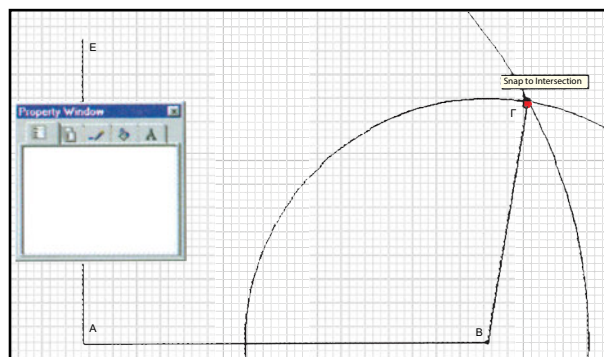 E
Snap to Intersection
Property Window
Γ
A
A
B